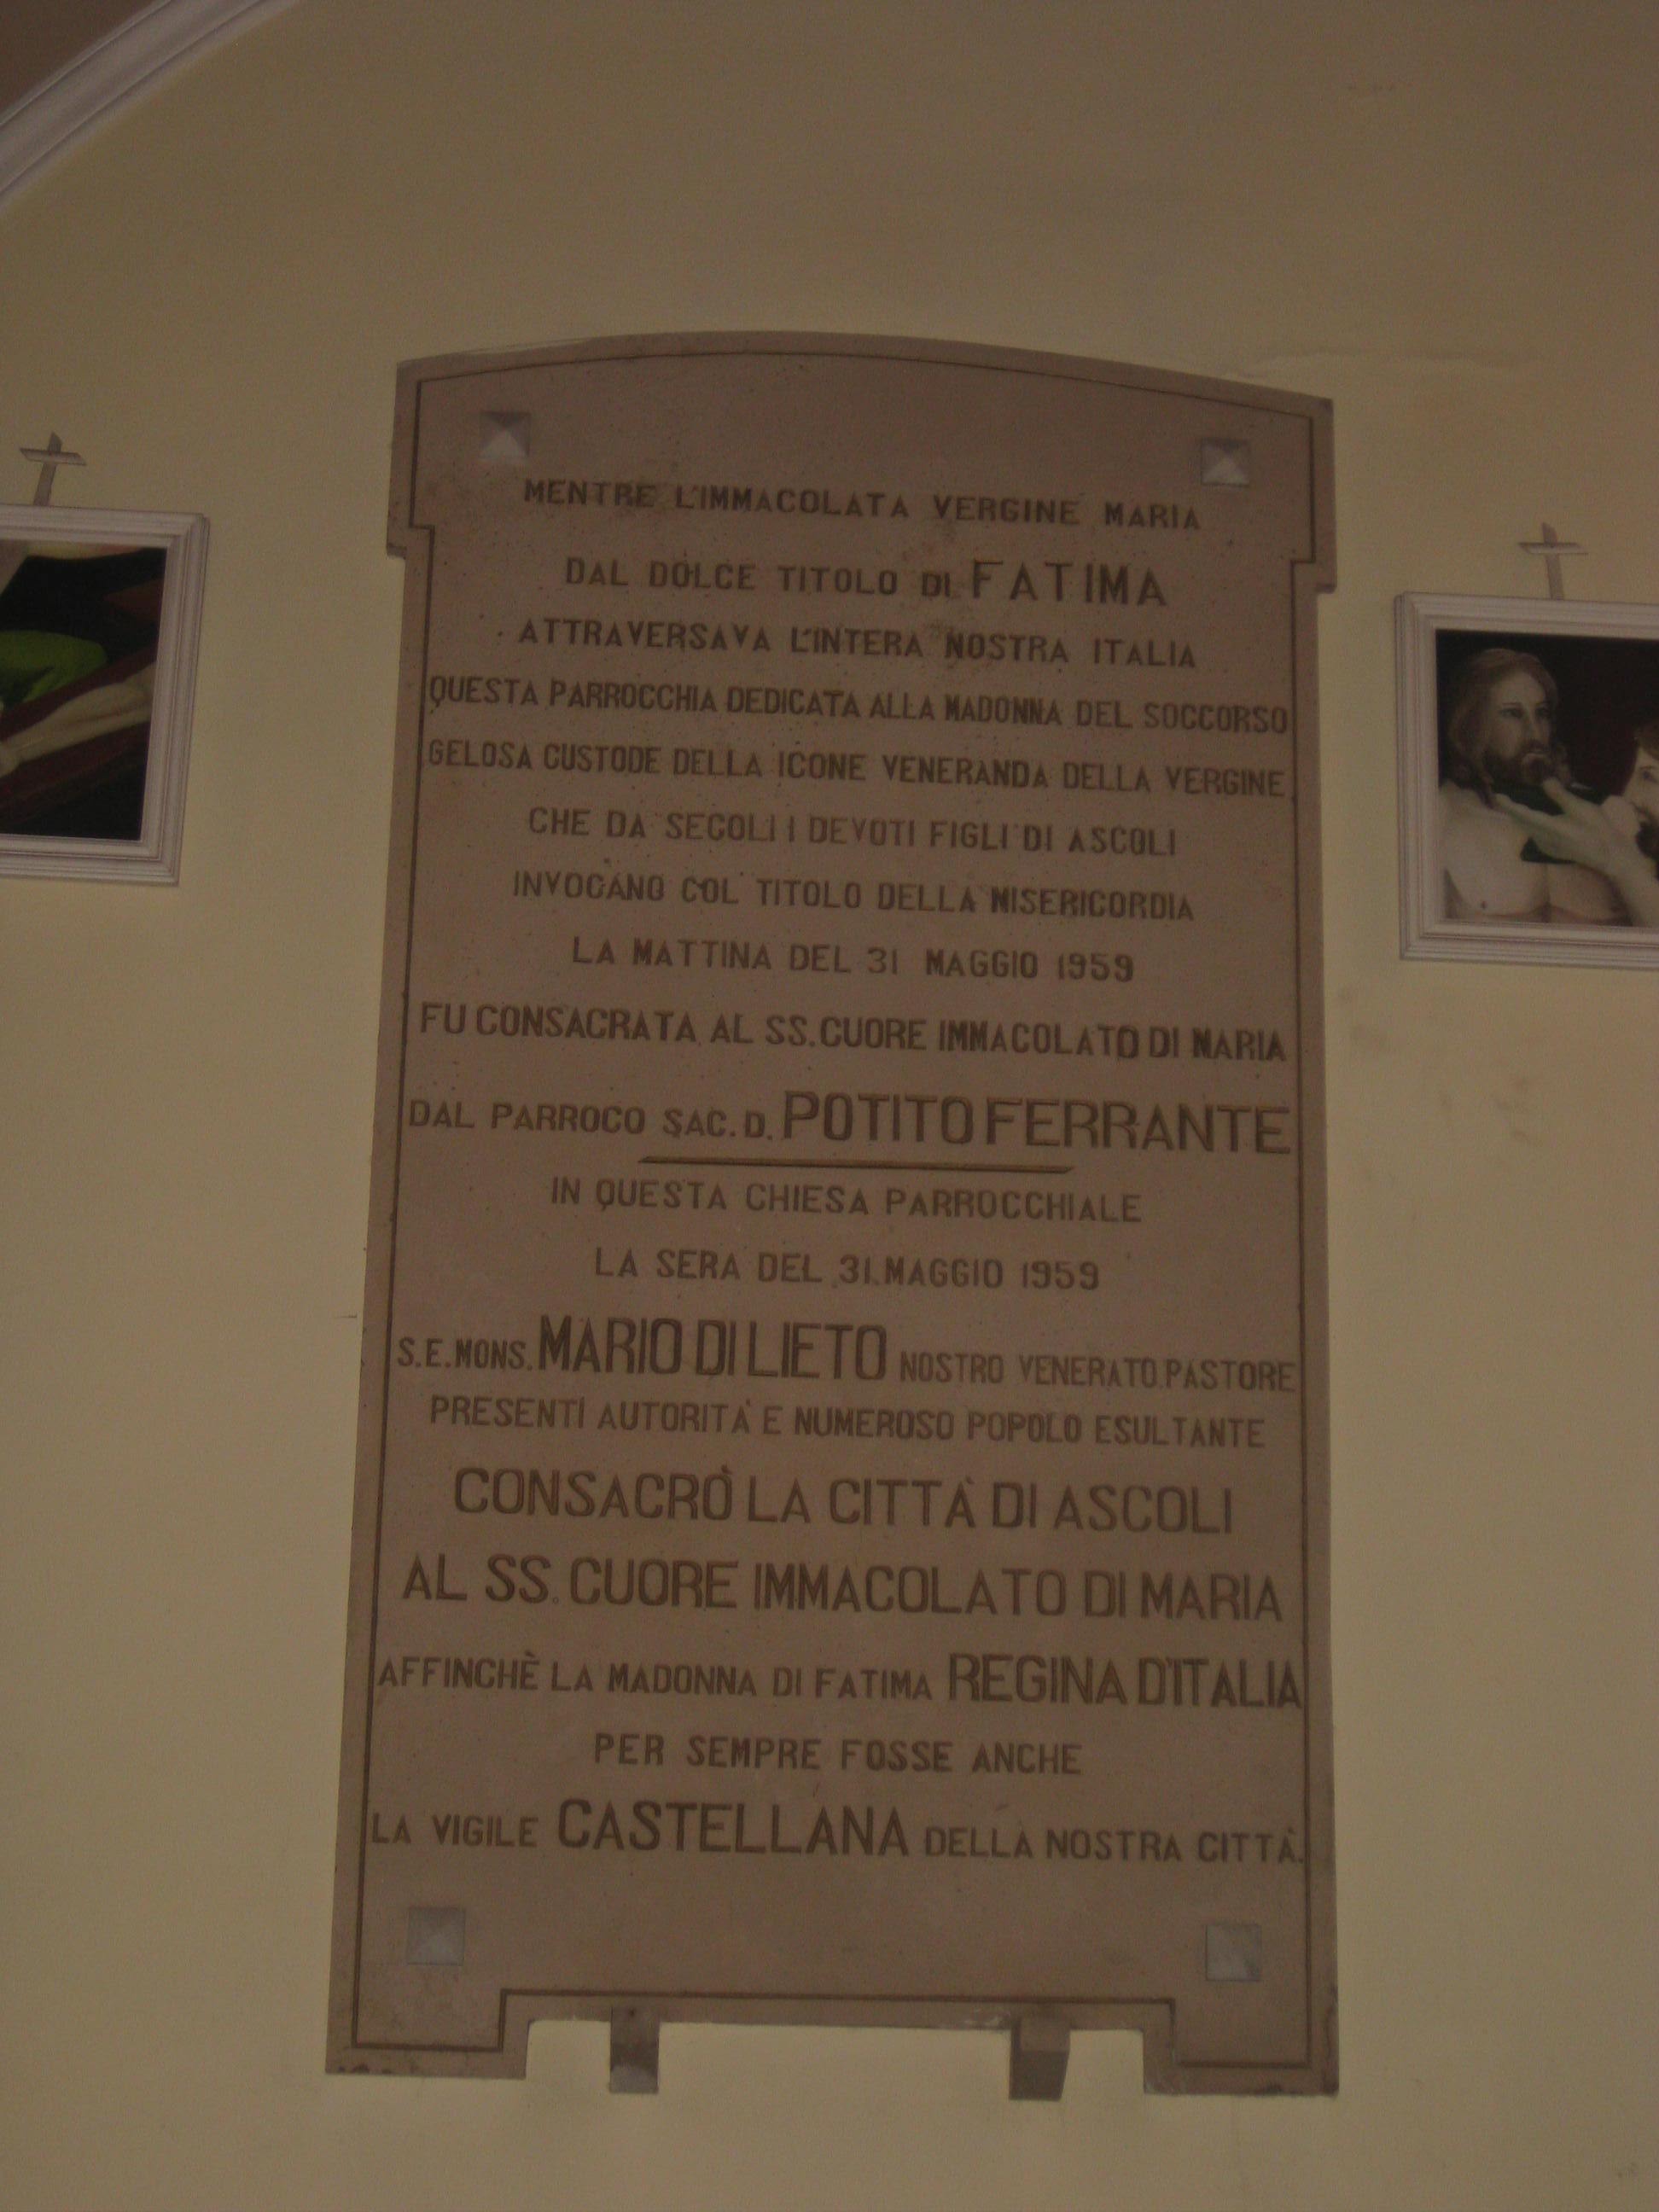 MENTRE L'IMMACOLATA VERGINE MARIA
DAL DOLCE TITOLO DI FATIMA
ATTRAVERSAVA L'INTERA NOSTRA ITALIA
QUESTA PARROCCHIA DEDICATA ALLA MADONNA DEL SOCCORSO
GELOSA CUSTODE DELLA ICONE VENERANDA DELLA VERGINE
CHE DA SECOLI I DEVOTI FIGLI DI ASCOLI
INVOCANO COL TITOLO DELLA MISERICORDIA
LA MATTINA DEL 31 MAGGIO 1959
FU CONSACRATA AL SS. CUORE IMMACOLATO DI MARIA
DAL PARROCO SAC. D. POTITO FERRANTE
IN QUESTA CHIESA PARROCCHIALE
LA SERA DEL 31 MAGGIO 1959
S.E. MONS. MARIO DI LIETO NOSTRO VENERATO PASTORE
PRESENTI AUTORITA' E NUMEROSO POPOLO ESULTANTE
CONSACRÒ LA CITTÀ DI ASCOLI
AL SS. CUORE IMMACOLATO DI MARIA
AFFINCHÈ LA MADONNA DI FATIMA REGINA D'ITALIA
PER SEMPRE FOSSE ANCHE
LA VIGILE CASTELLANA DELLA NOSTRA CITTÀ.